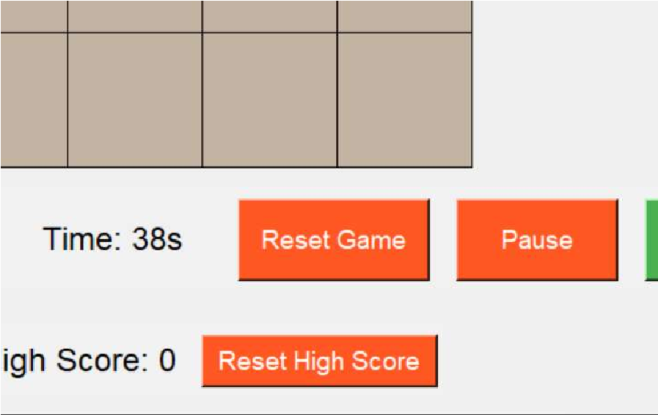 Time: 38s Reset Game Pause
igh Score: 0 Reset High Score